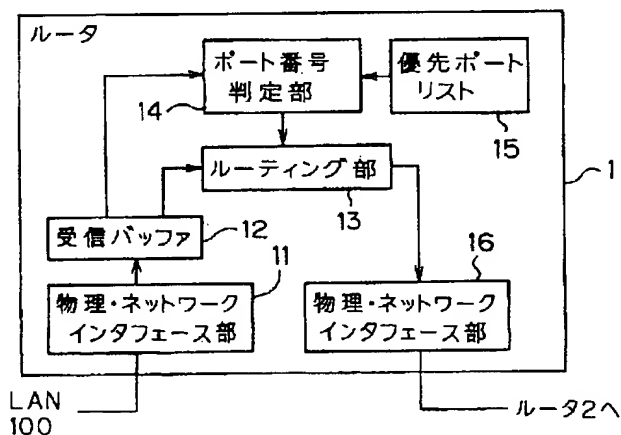 ルータ
ポート番号
判定部
14
優先ポート
リスト
15
ルーティング部
13
1
受信バッファ
12
11
物理・ネットワーク
インタフェース部
16
物理・ネットワーク
インタフェース部
LAN
100
ルータ2へ